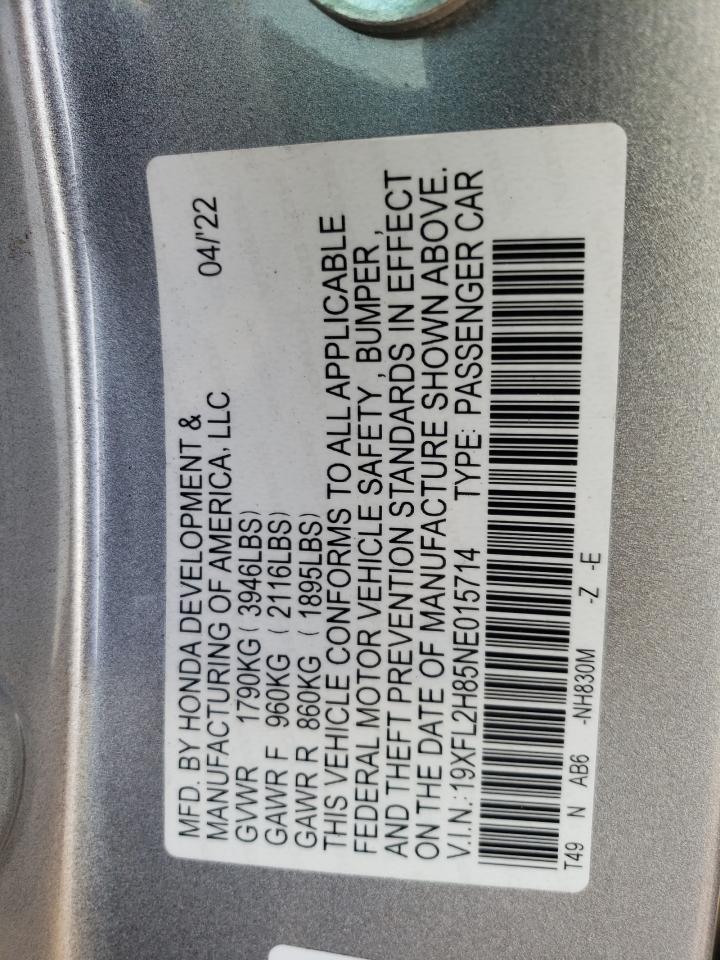 MFD. BY HONDA DEVELOPMENT &
MANUFACTURING OF AMERICA, LLC 04/'22
GVWR 1790KG ( 3946LBS)
GAWR F 960KG ( 2116LBS)
GAWR R 860KG ( 1895LBS)
THIS VEHICLE CONFORMS TO ALL APPLICABLE
FEDERAL MOTOR VEHICLE SAFETY , BUMPER ,
AND THEFT PREVENTION STANDARDS IN EFFECT
ON THE DATE OF MANUFACTURE SHOWN ABOVE.
V.I.N.: 19XFL2H85NE015714 TYPE: PASSENGER CAR
T49 N AB6 -NH830M -Z -E